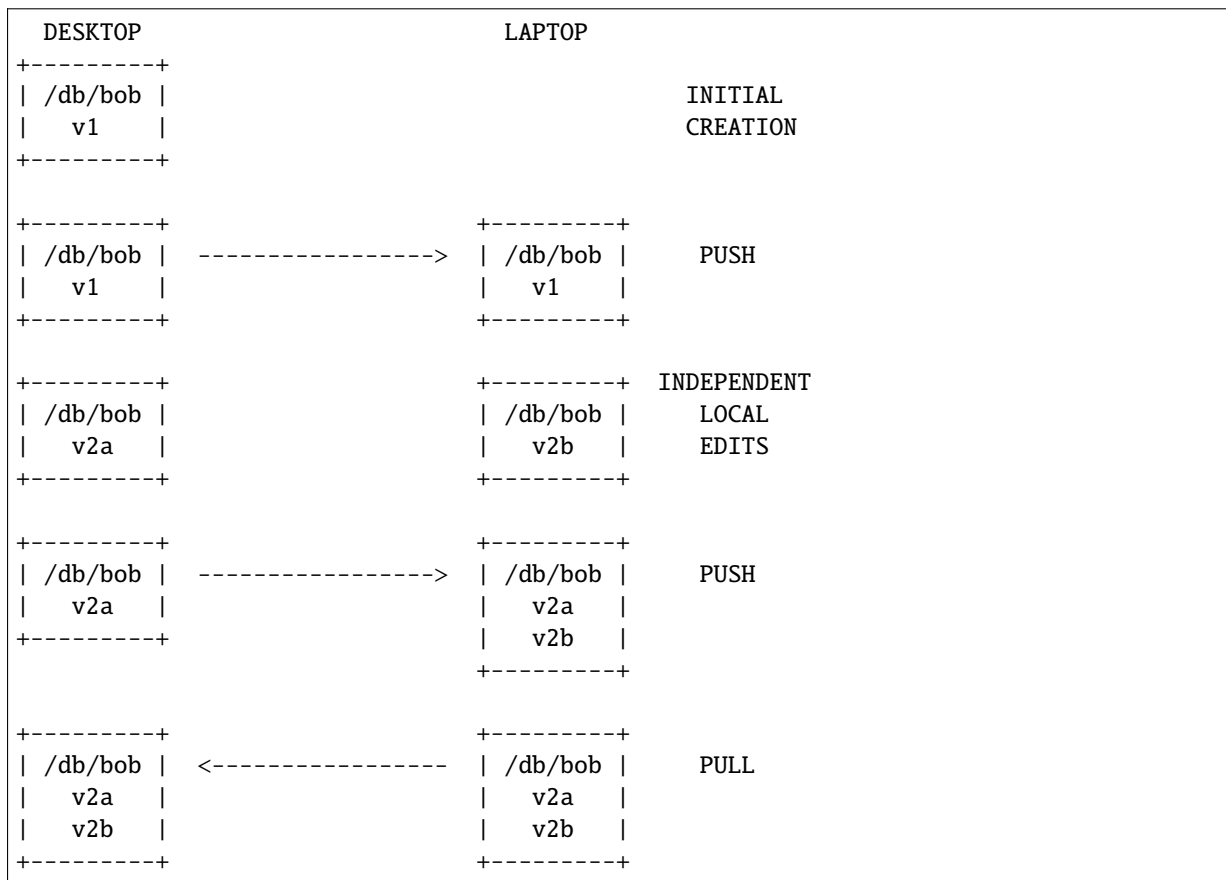 DESKTOP                        LAPTOP
+---------+
| /db/bob |                                     INITIAL
|   v1    |                                     CREATION
+---------+

+---------+                      +---------+
| /db/bob |  ----------------->  | /db/bob |     PUSH
|   v1    |                      |   v1    |
+---------+                      +---------+

+---------+                      +---------+  INDEPENDENT
| /db/bob |                      | /db/bob |     LOCAL
|   v2a   |                      |   v2b   |     EDITS
+---------+                      +---------+

+---------+                      +---------+
| /db/bob |  ----------------->  | /db/bob |     PUSH
|   v2a   |                      |   v2a   |
+---------+                      |   v2b   |
                                 +---------+

+---------+                      +---------+
| /db/bob |  <-----------------  | /db/bob |     PULL
|   v2a   |                      |   v2a   |
|   v2b   |                      |   v2b   |
+---------+                      +---------+